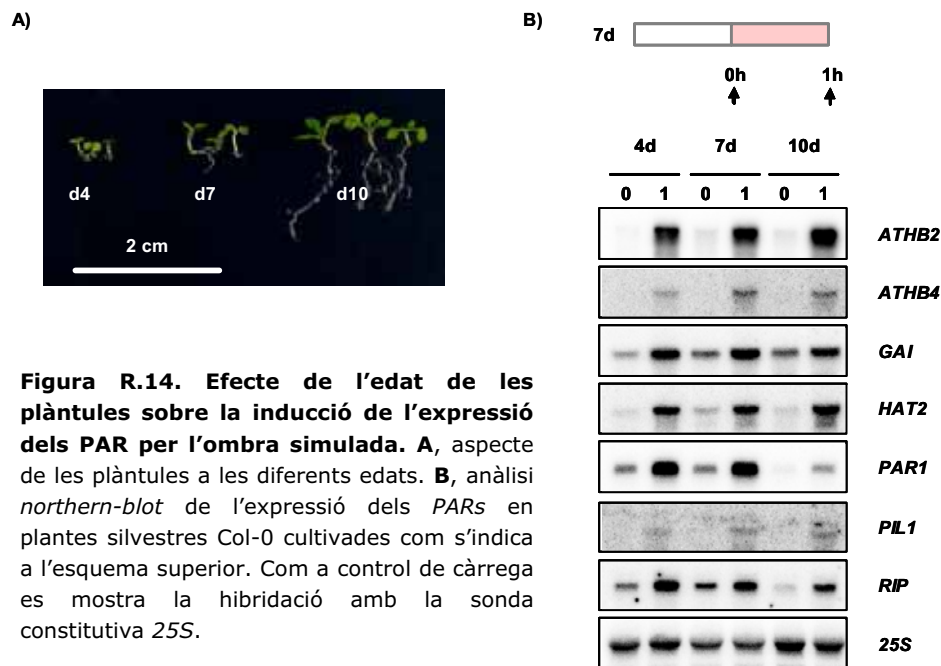 A)
d4
d7
d10
2 cm
Figura R.14. Efecte de l'edat de les
plàntules sobre la inducció de l'expressió
dels PAR per l'ombra simulada. A, aspecte
de les plàntules a les diferents edats. B, anàlisi
northern-blot de l'expressió dels PARs en
plantes silvestres Col-0 cultivades com s'indica
a l'esquema superior. Com a control de càrrega
es mostra la hibridació amb la sonda
constitutiva 25S.
B)
7d
0h 1h
4d 7d 10d
0 1 0 1 0 1
ATHB2
ATHB4
GAI
HAT2
PAR1
PIL1
RIP
25S